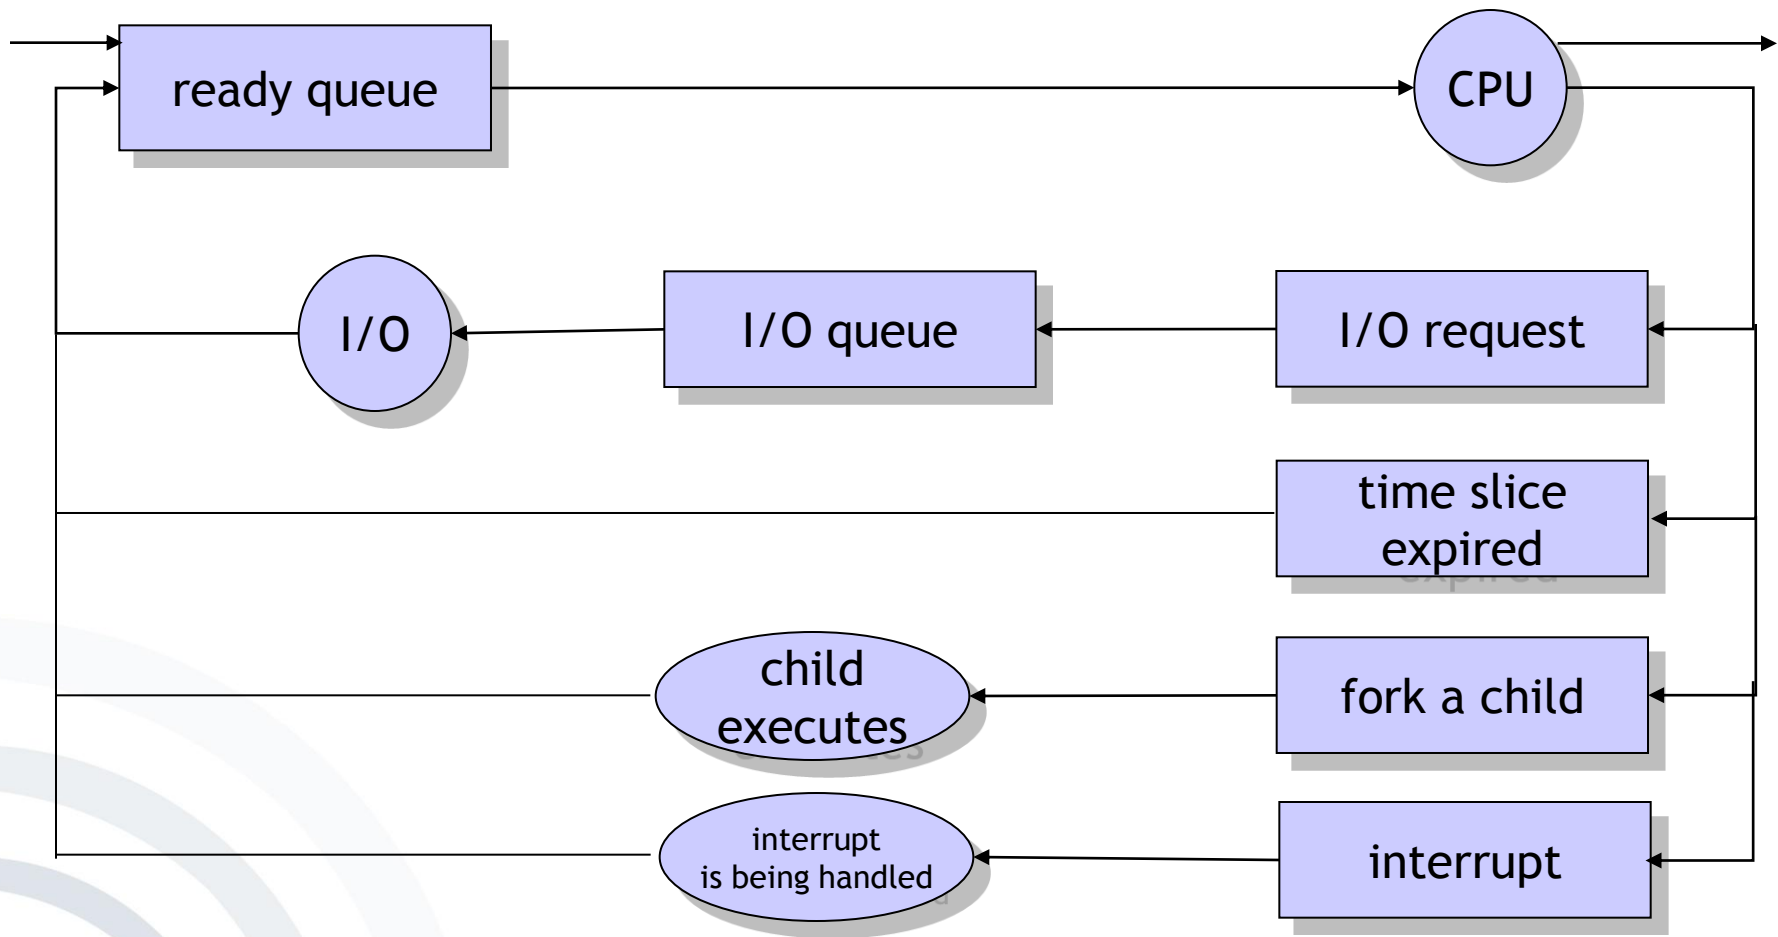 ready queue
CPU
I/O
I/O queue
I/O request
time slice
expired
child
executes
fork a child
interrupt
is being handled
interrupt